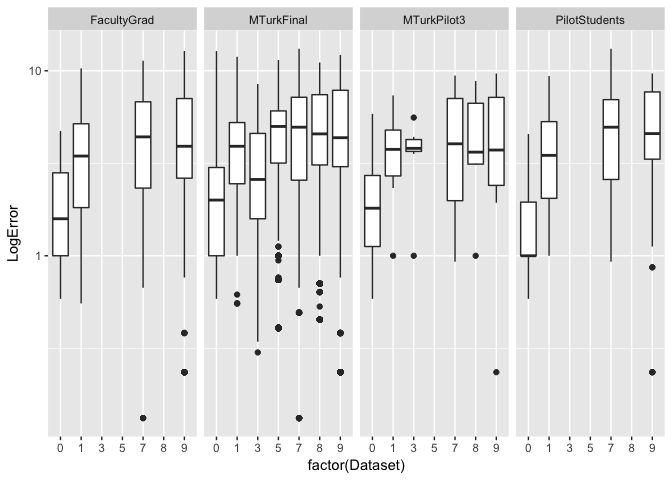 FacultyGrad MTurkFinal MTurkPilot3 PilotStudents
10
LogError
1
0 1 3 5 7 8 9 0 1 3 5 7 8 9 0 1 3 5 7 8 9 0 1 3 5 7 8 9
factor(Dataset)